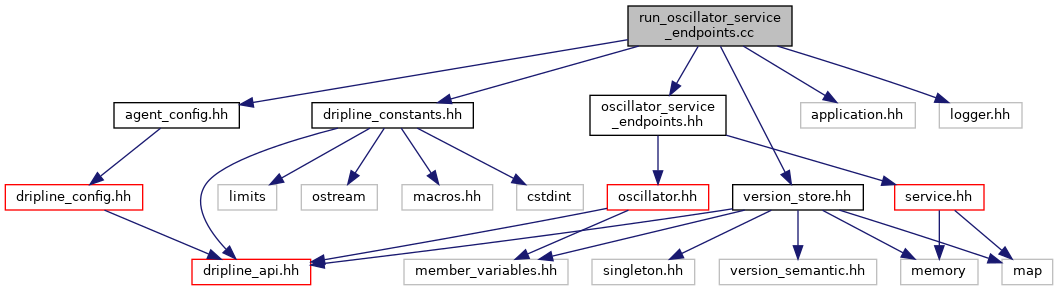 run_oscillator_service
_endpoints.cc
agent_config.hh
dripline_constants.hh
oscillator_service
_endpoints.hh
application.hh
logger.hh
dripline_config.hh
limits
ostream
macros.hh
cstdint
oscillator.hh
version_store.hh
service.hh
dripline_api.hh
member_variables.hh
singleton.hh
version_semantic.hh
memory
map